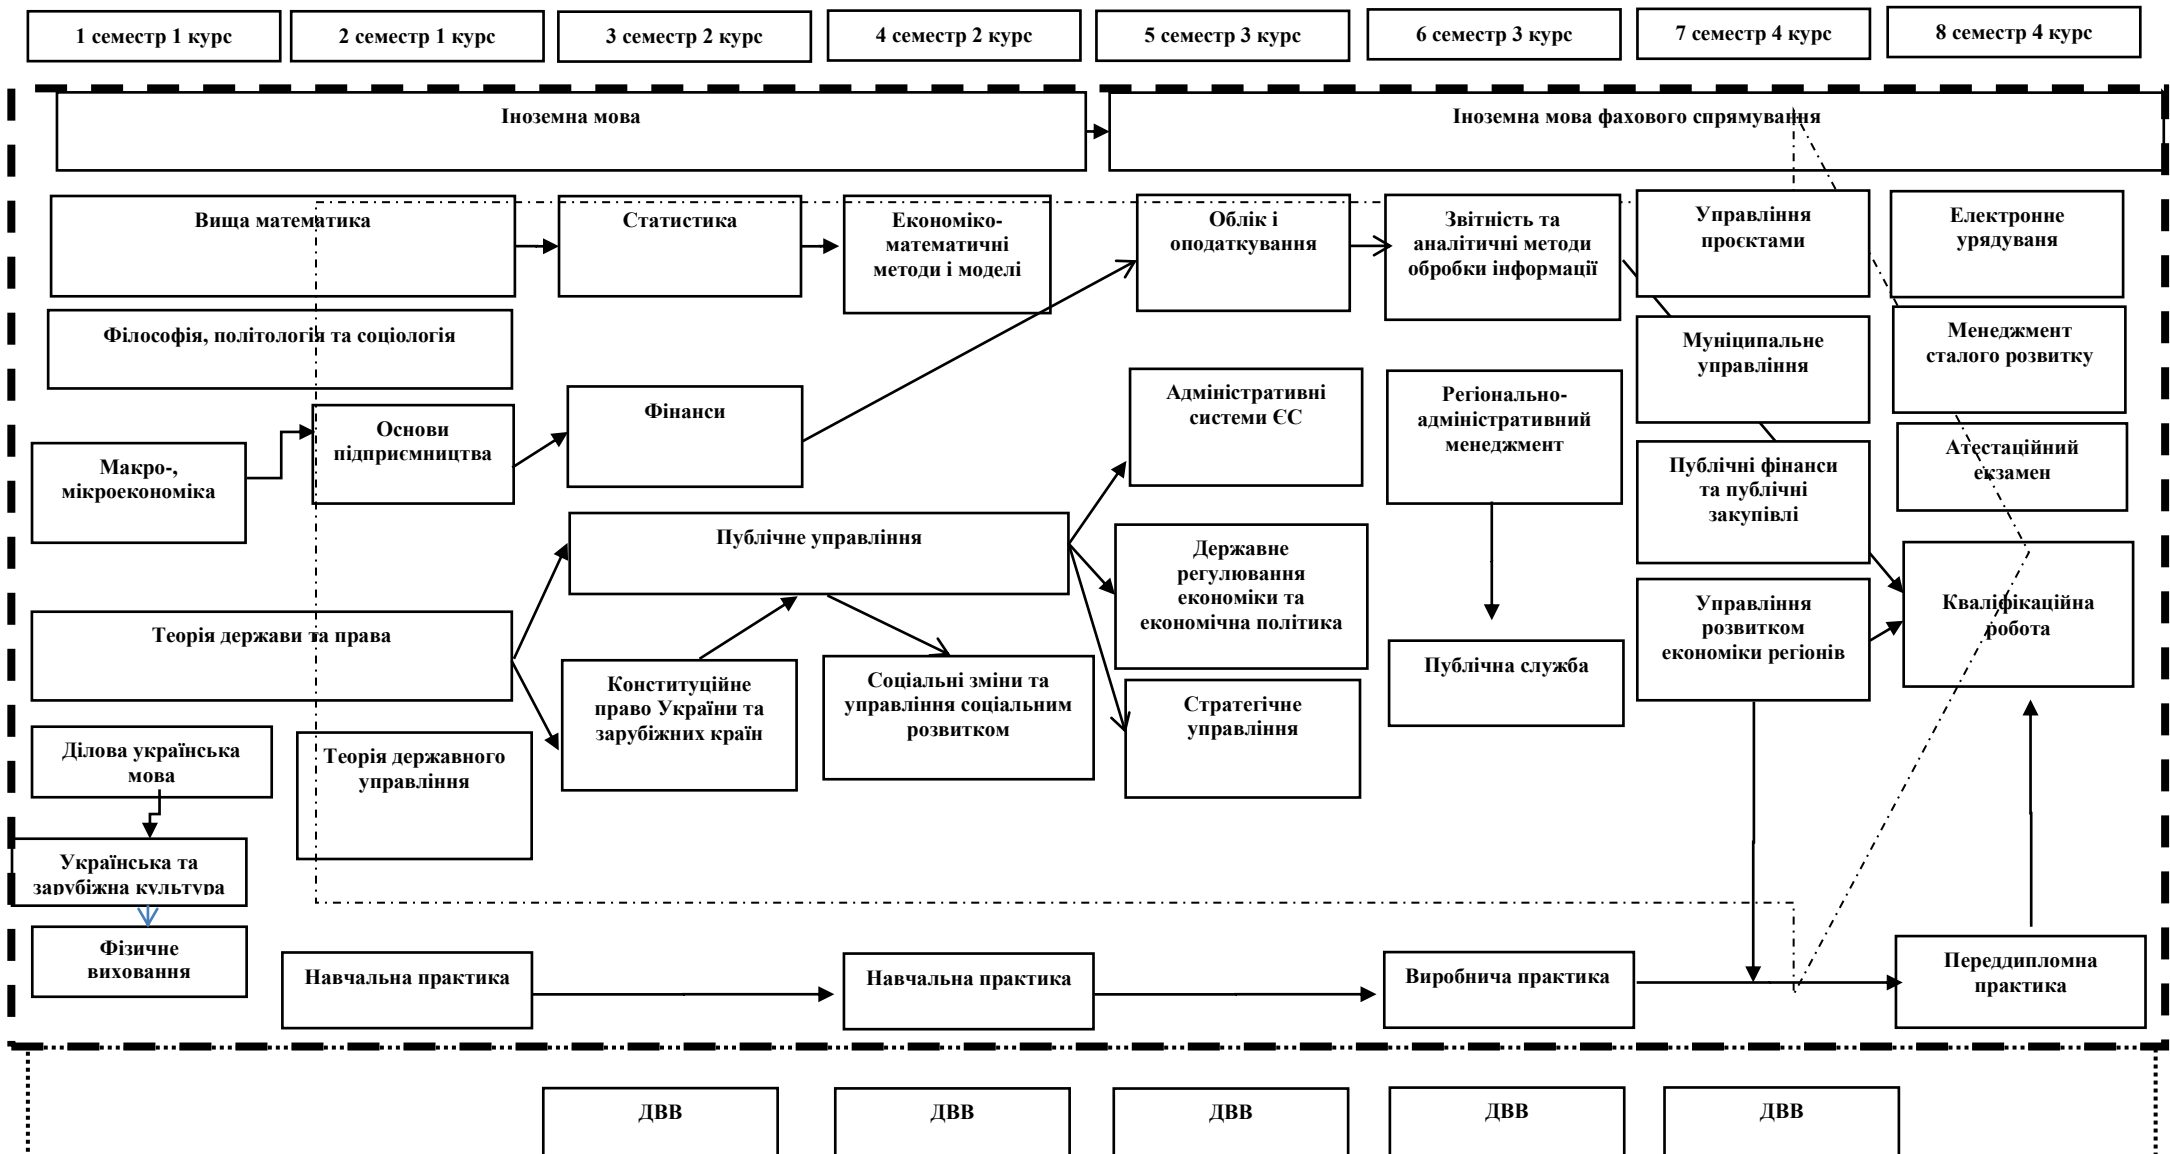 1 семестр 1 курс
2 семестр 1 курс
3 семестр 2 курс
4 семестр 2 курс
5 семестр 3 курс
6 семестр 3 курс
7 семестр 4 курс
8 семестр 4 курс
Іноземна мова
Іноземна мова фахового спрямування
Вища математика
Статистика
Економіко-
математичні
методи і моделі
Облік і
оподаткування
Звітність та
аналітичні методи
обробки інформації
Управління
проєктами
Електронне
урядуваня
Філософія, політологія та соціологія
Муніципальне
управління
Менеджмент
сталого розвитку
Макро-,
мікроекономіка
Основи
підприємництва
Фінанси
Адміністративні
системи ЄС
Регіонально-
адміністративний
менеджмент
Публічні фінанси
та публічні
закупівлі
Атестаційний
екзамен
Публічне управління
Державне
регулювання
економіки та
економічна політика
Теорія держави та права
Конституційне
право України та
зарубіжних країн
Соціальні зміни та
управління соціальним
розвитком
Стратегічне
управління
Публічна служба
Управління
розвитком
економіки регіонів
Кваліфікаційна
робота
Ділова українська
мова
Теорія державного
управління
Українська та
зарубіжна культура
Фізичне
виховання
Навчальна практика
Навчальна практика
Виробнича практика
Переддипломна
практика
ДВВ
ДВВ
ДВВ
ДВВ
ДВВ